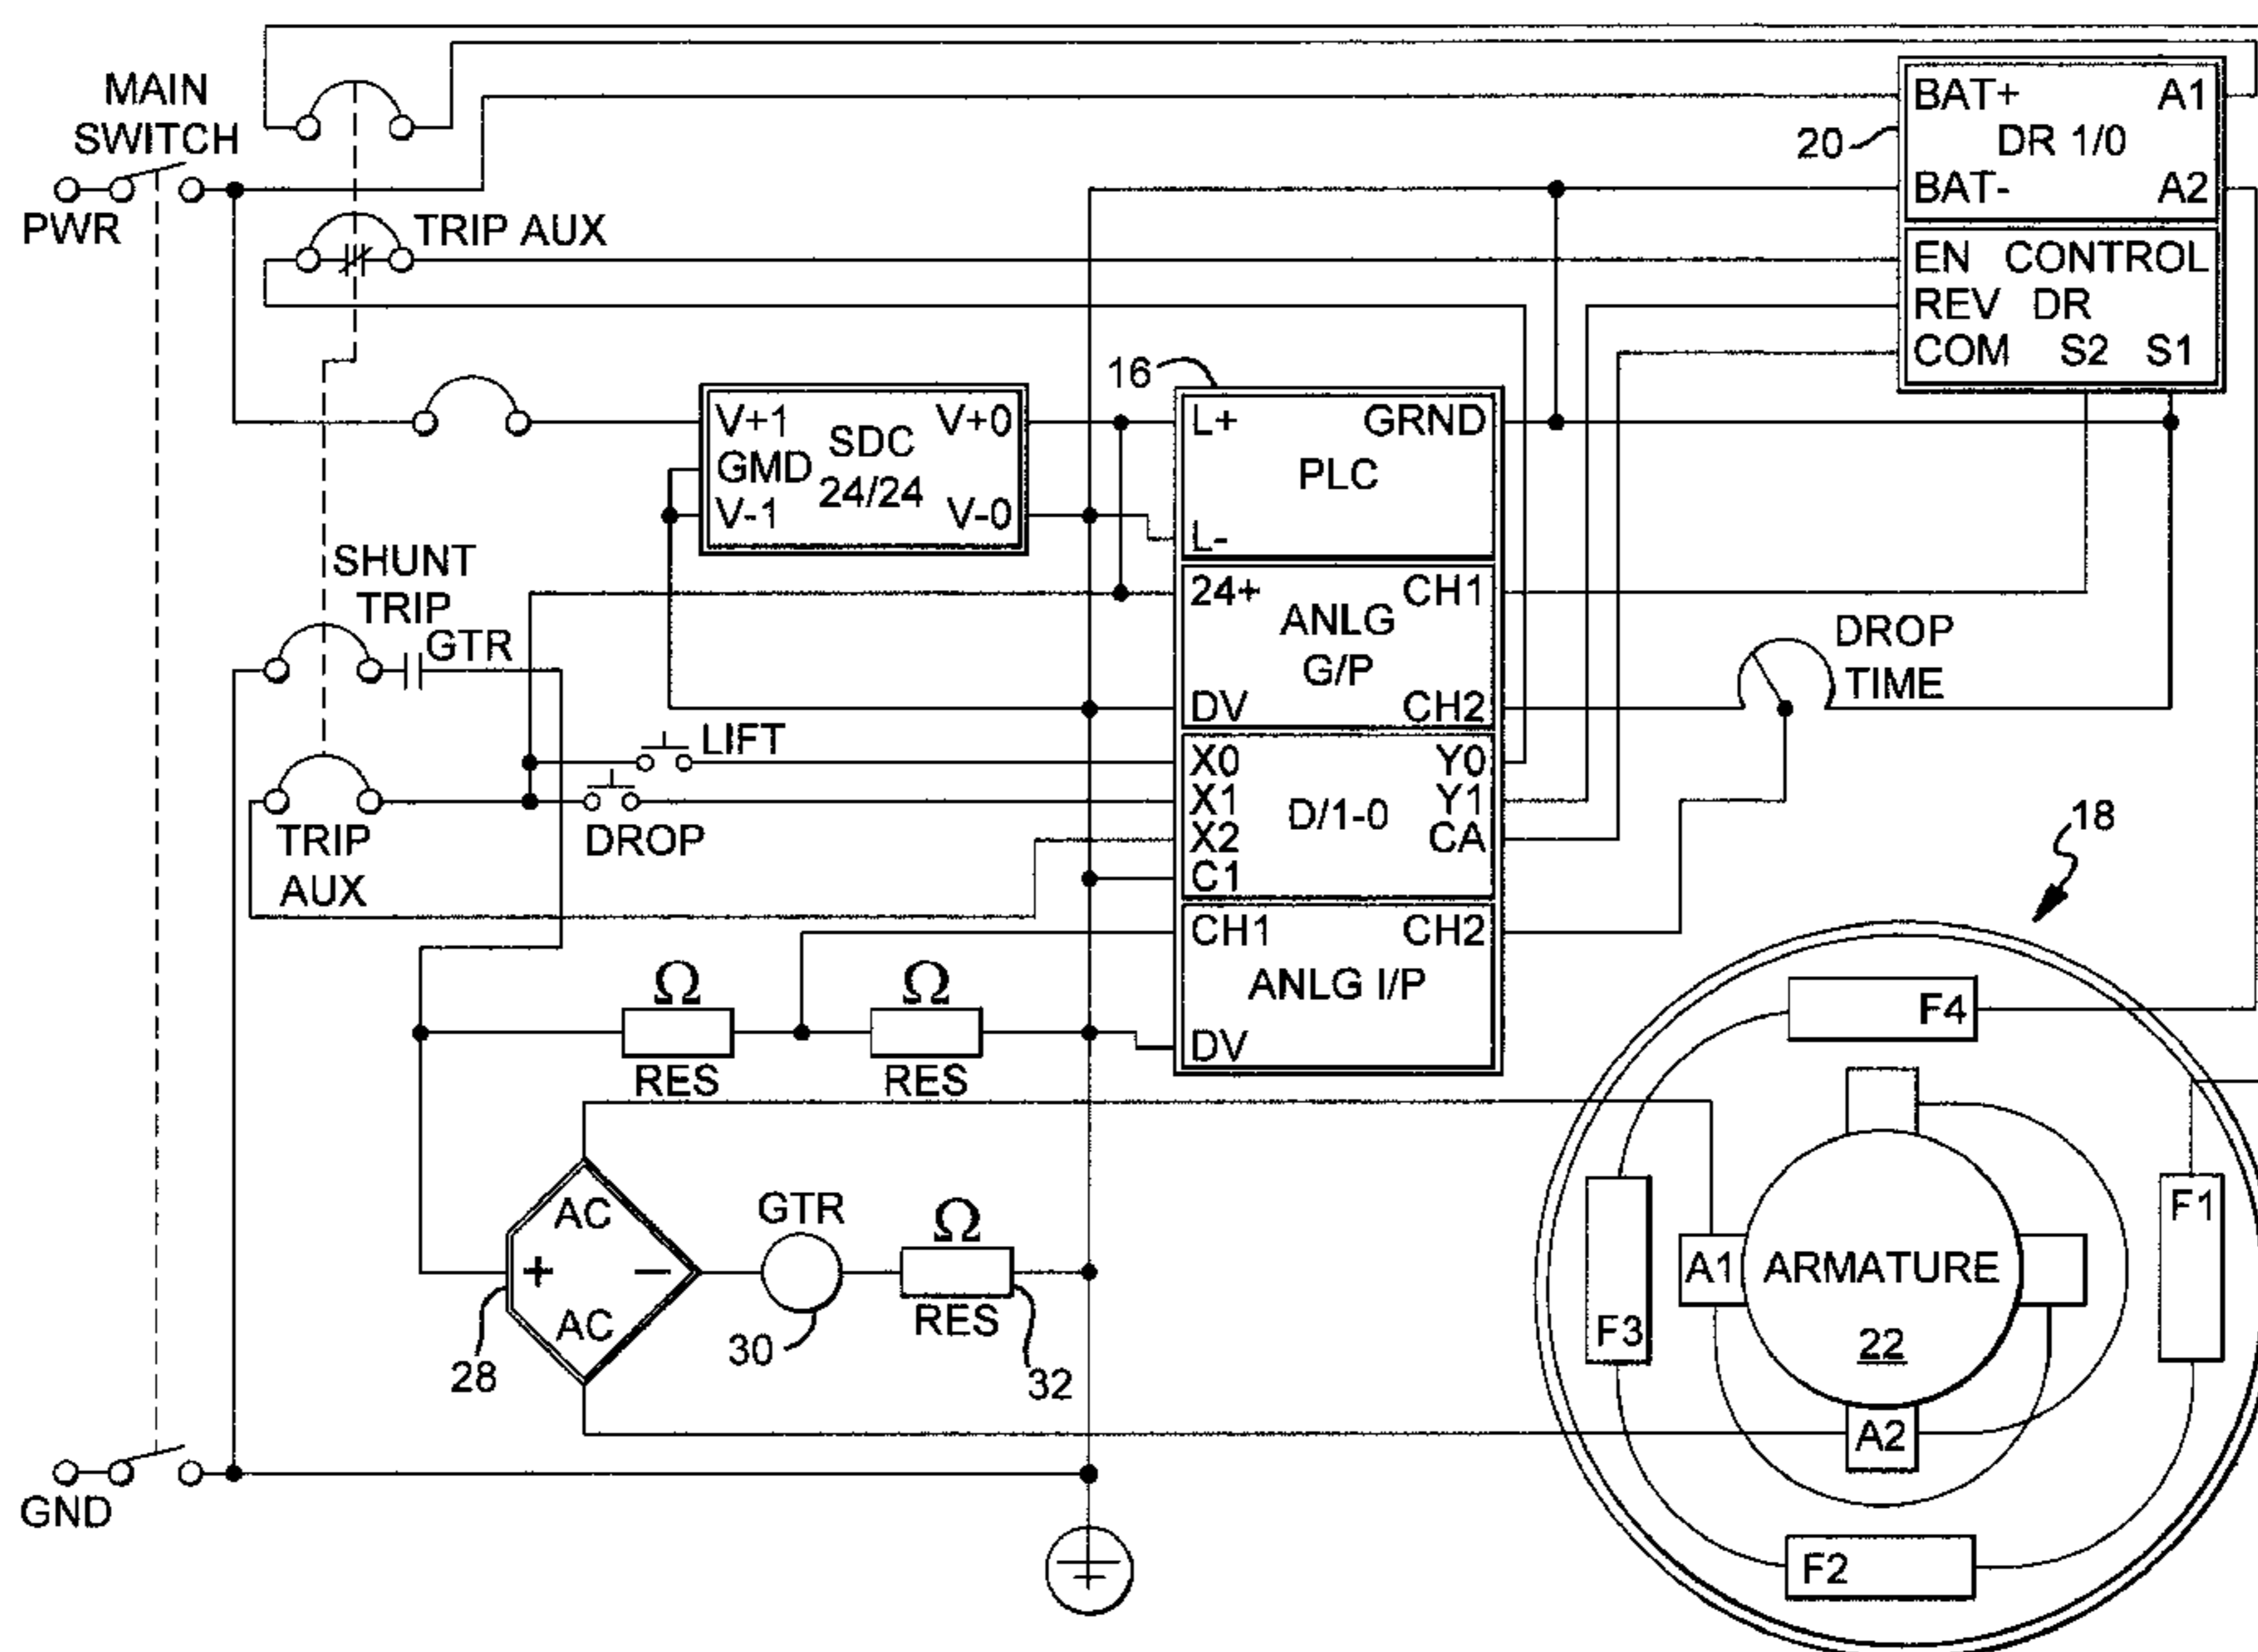 MAIN
SWITCH
PWR
TRIP AUX
BAT+ A1
20 DR 1/0
BAT- A2
EN CONTROL
REV DR
COM S2 S1
16
V+1 V+0
SDC
GMD
24/24
V-1 V-0
L+ GRND
PLC
L-
SHUNT
TRIP
GTR
24+ CH1
ANLG
G/P
DV CH2
DROP
TIME
LIFT
X0 Y0
X1 Y1
D/1-0
X2 CA
C1
TRIP
AUX
DROP
CH1 CH2
ANLG I/P
DV
Ω Ω
RES RES
18
F4
F1
F3
F2
A1 ARMATURE
22
A2
AC
+ −
AC
28
GTR
30
Ω
RES
32
GND